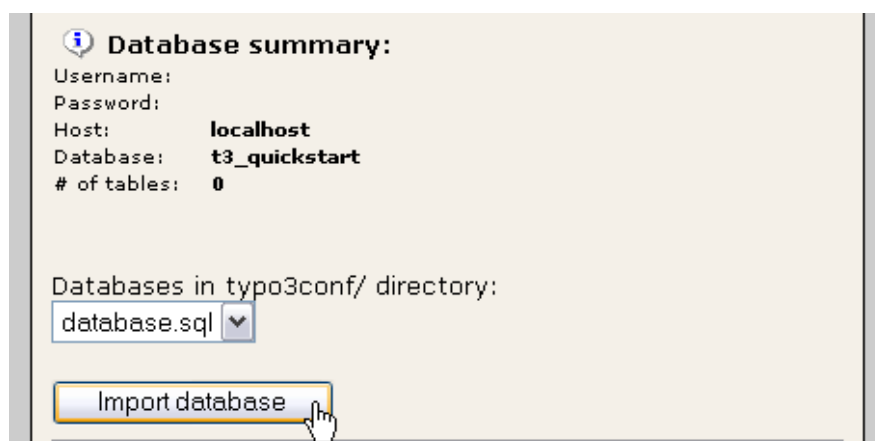 Database summary:
Username:
Password:
Host: localhost
Database: t3_quickstart
# of tables: 0
Databases in typo3conf/ directory:
database.sql
Import database